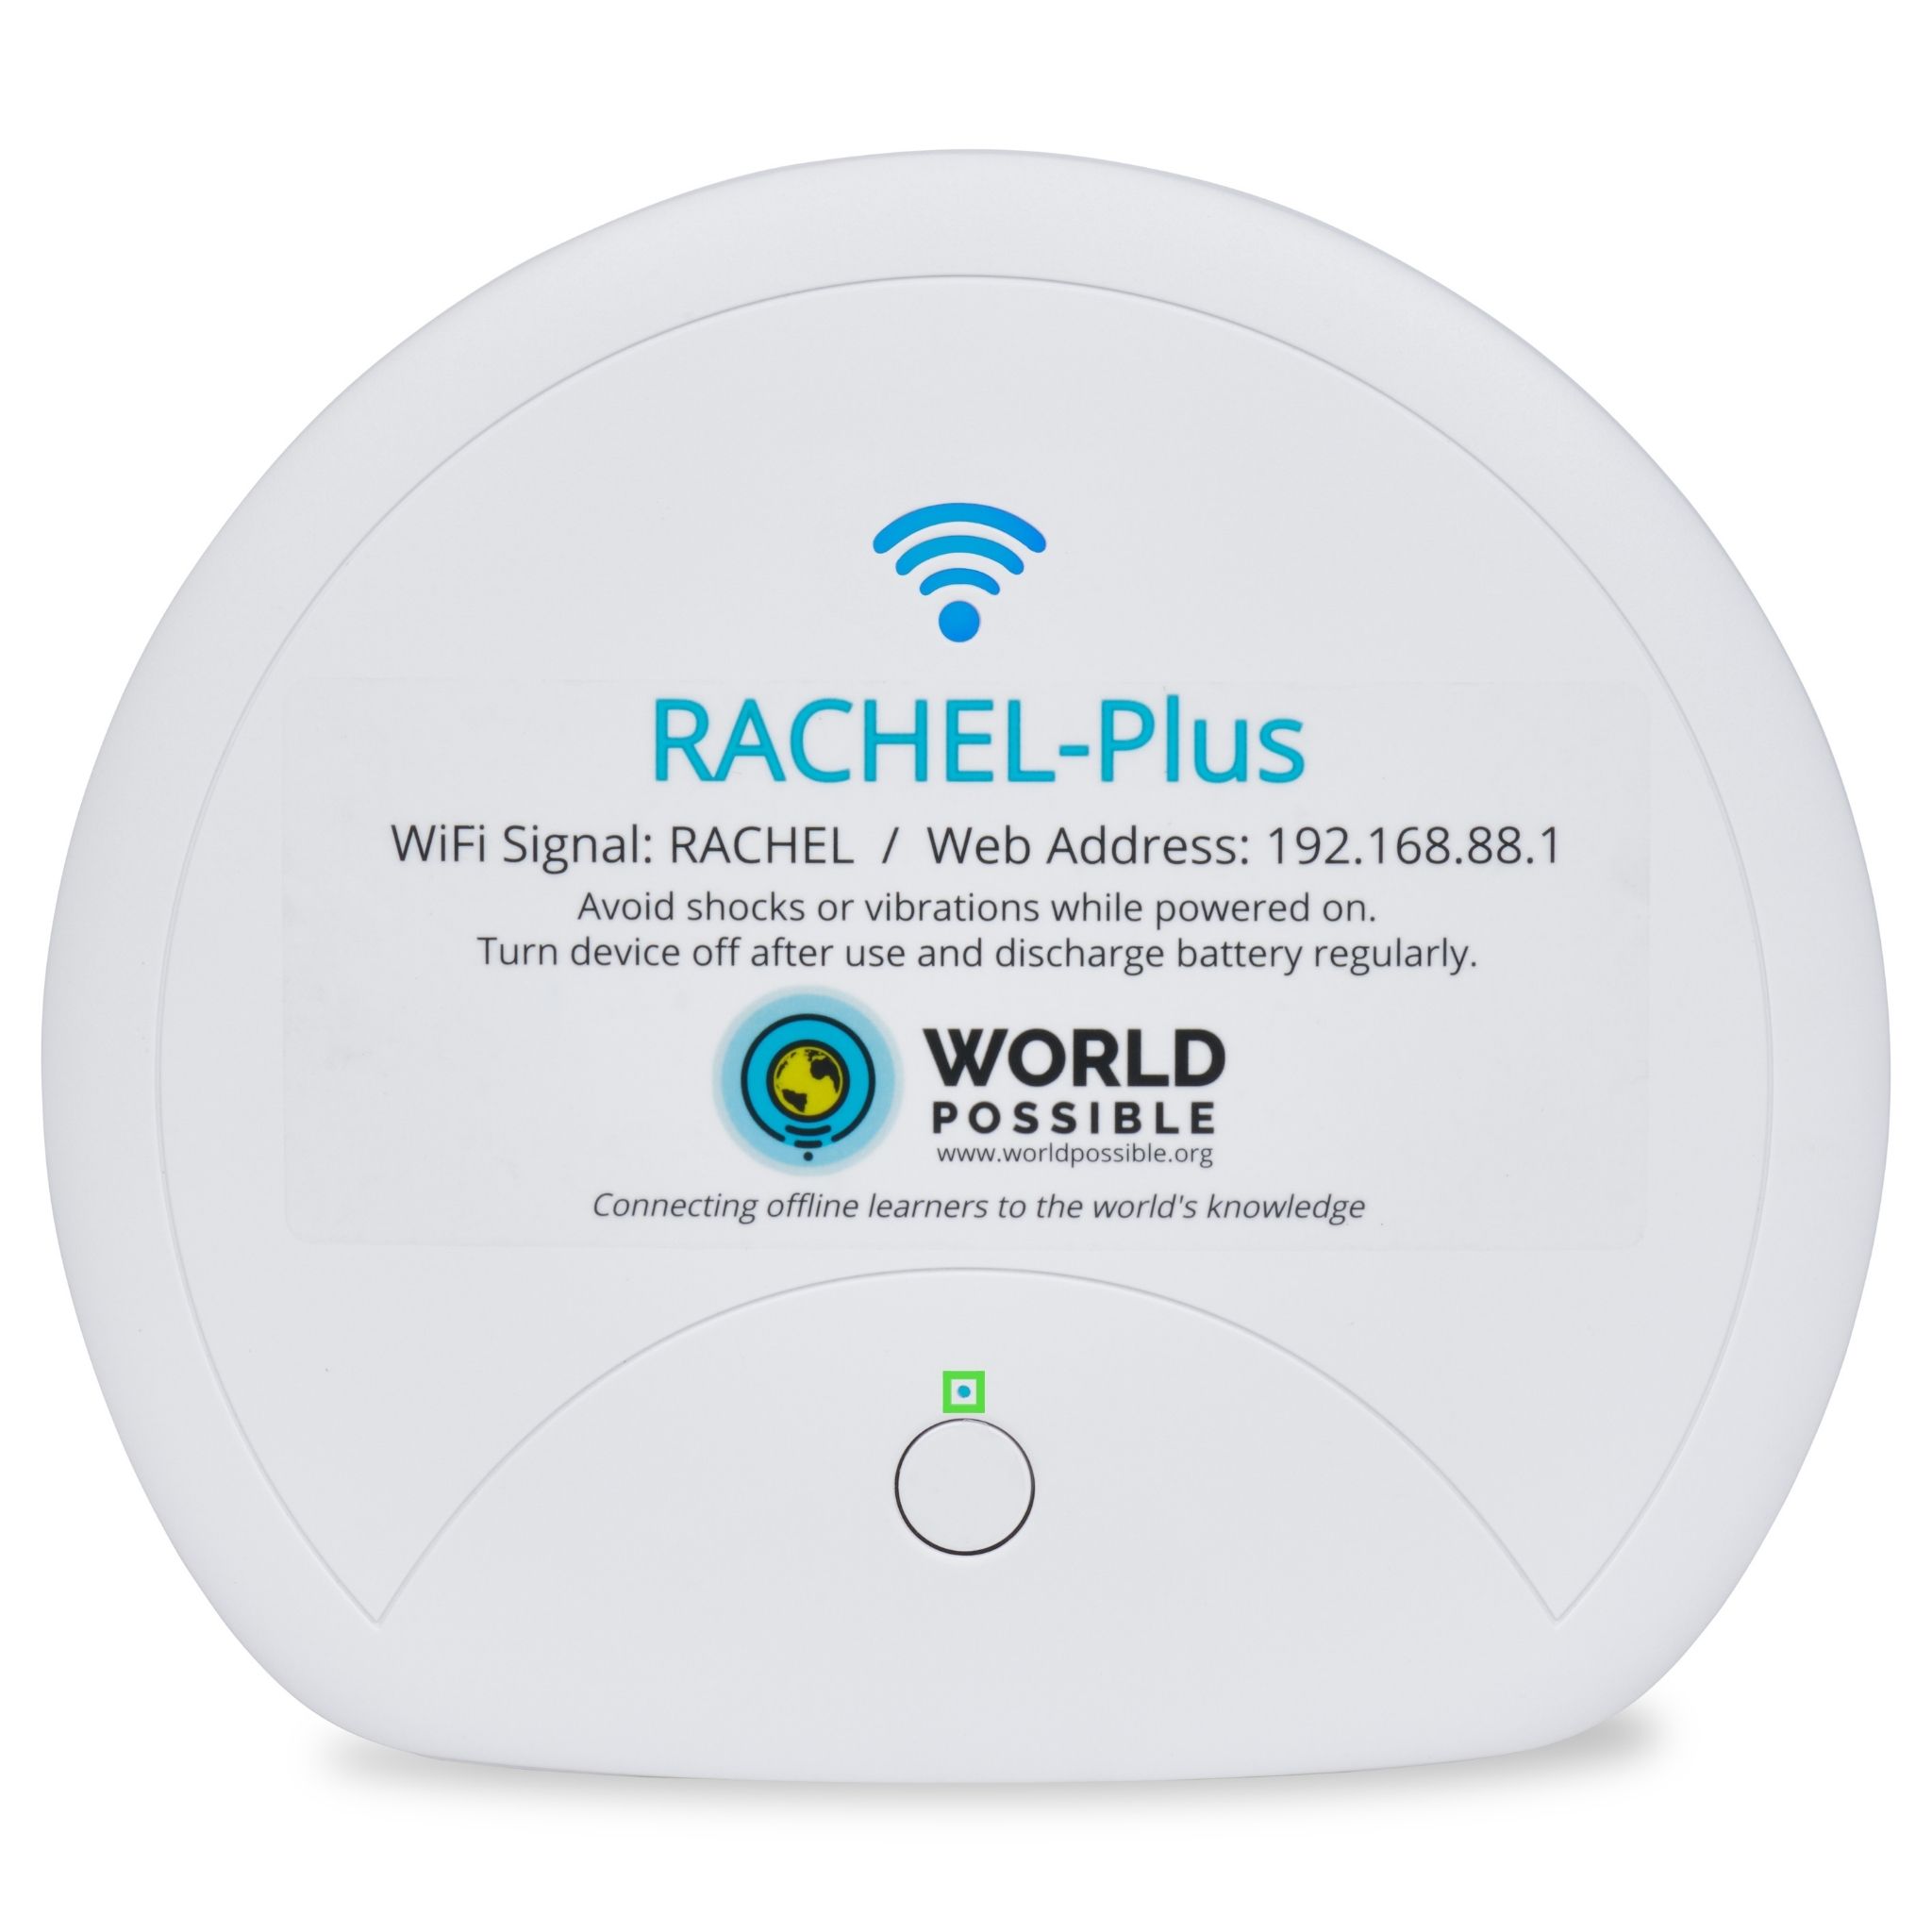 RACHEL-Plus
WiFi Signal: RACHEL / Web Address: 192.168.88.1
Avoid shocks or vibrations while powered on.
Turn device off after use and discharge battery regularly.
WORLD
POSSIBLE
www.worldpossible.org
Connecting offline learners to the world's knowledge